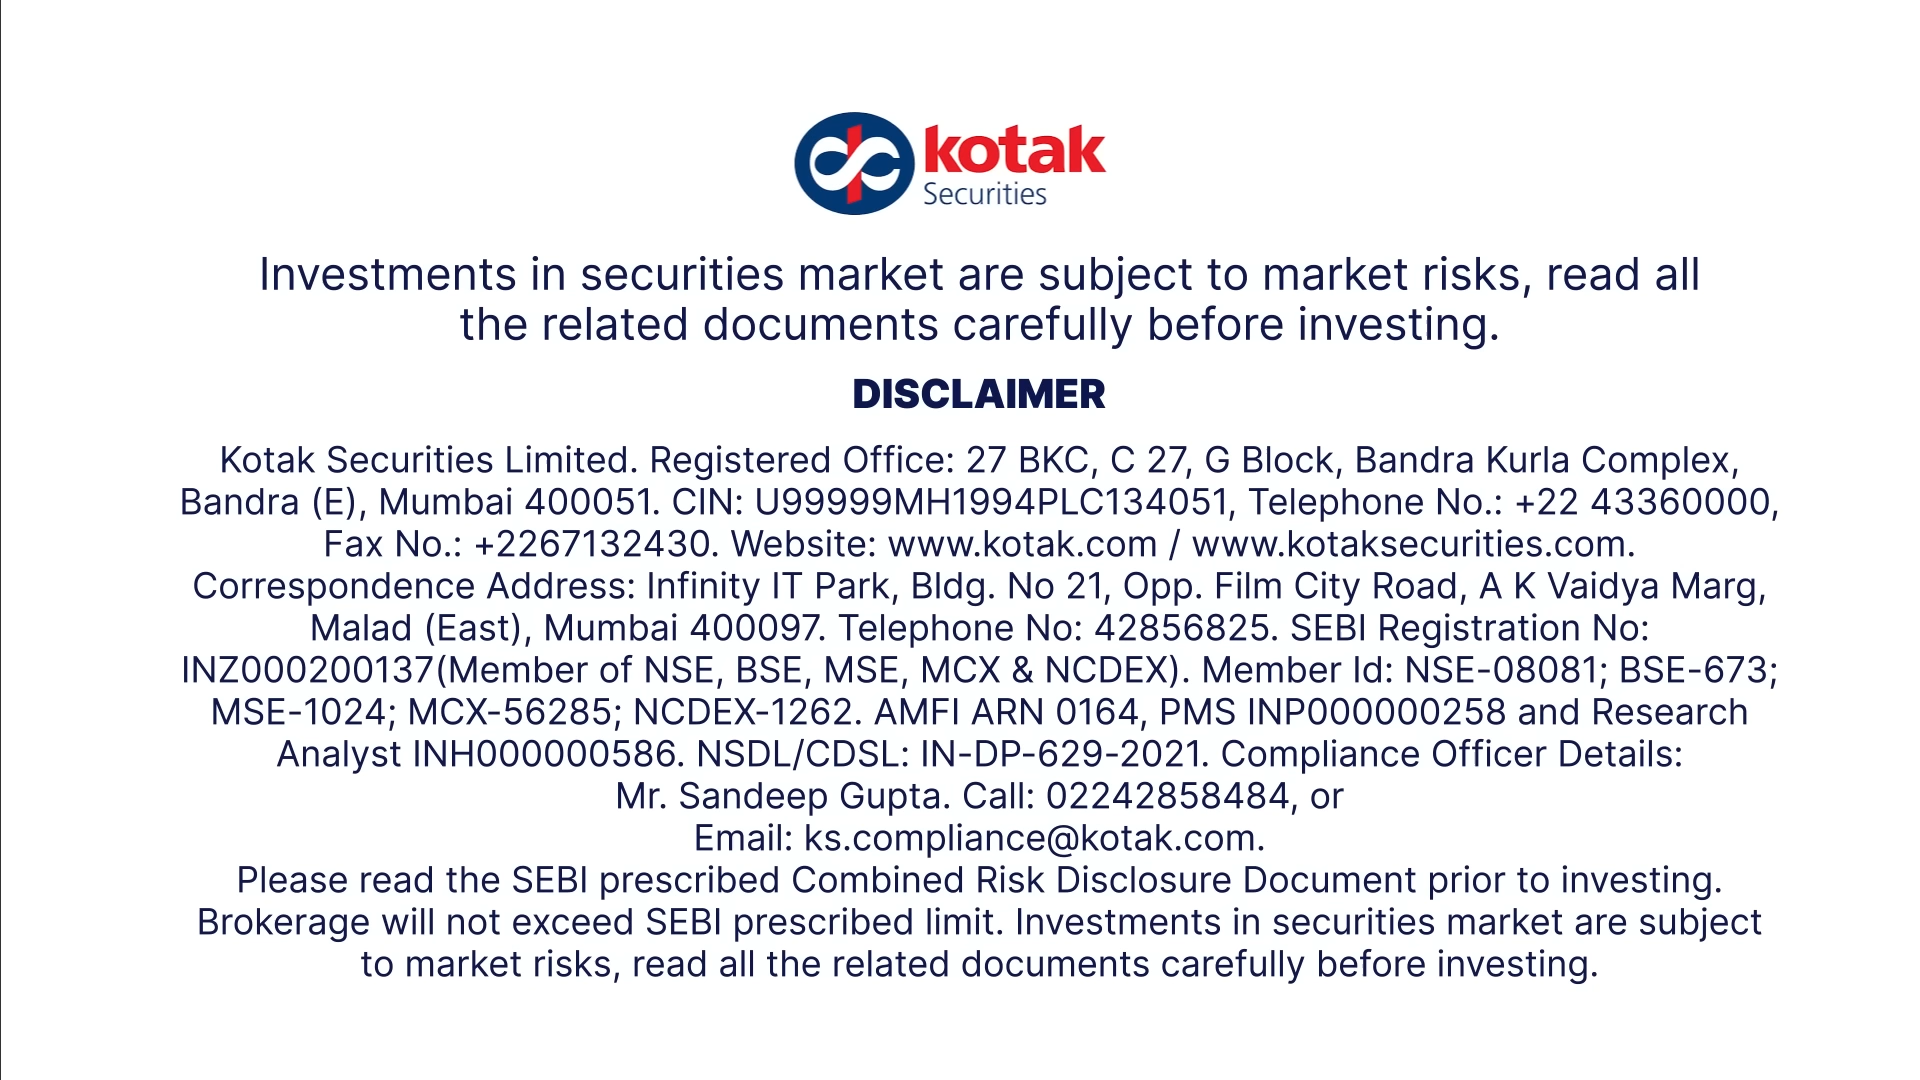 kotak
Securities
Investments in securities market are subject to market risks, read all
the related documents carefully before investing.
DISCLAIMER
Kotak Securities Limited. Registered Office: 27 BKC, C 27, G Block, Bandra Kurla Complex,
Bandra (E), Mumbai 400051. CIN: U99999MH1994PLC134051, Telephone No.: +22 43360000,
Fax No.: +2267132430. Website: www.kotak.com / www.kotaksecurities.com.
Correspondence Address: Infinity IT Park, Bldg. No 21, Opp. Film City Road, A K Vaidya Marg,
Malad (East), Mumbai 400097. Telephone No: 42856825. SEBI Registration No:
INZ000200137(Member of NSE, BSE, MSE, MCX & NCDEX). Member Id: NSE-08081; BSE-673;
MSE-1024; MCX-56285; NCDEX-1262. AMFI ARN 0164, PMS INP000000258 and Research
Analyst INH000000586. NSDL/CDSL: IN-DP-629-2021. Compliance Officer Details:
Mr. Sandeep Gupta. Call: 02242858484, or
Email: ks.compliance@kotak.com.
Please read the SEBI prescribed Combined Risk Disclosure Document prior to investing.
Brokerage will not exceed SEBI prescribed limit. Investments in securities market are subject
to market risks, read all the related documents carefully before investing.